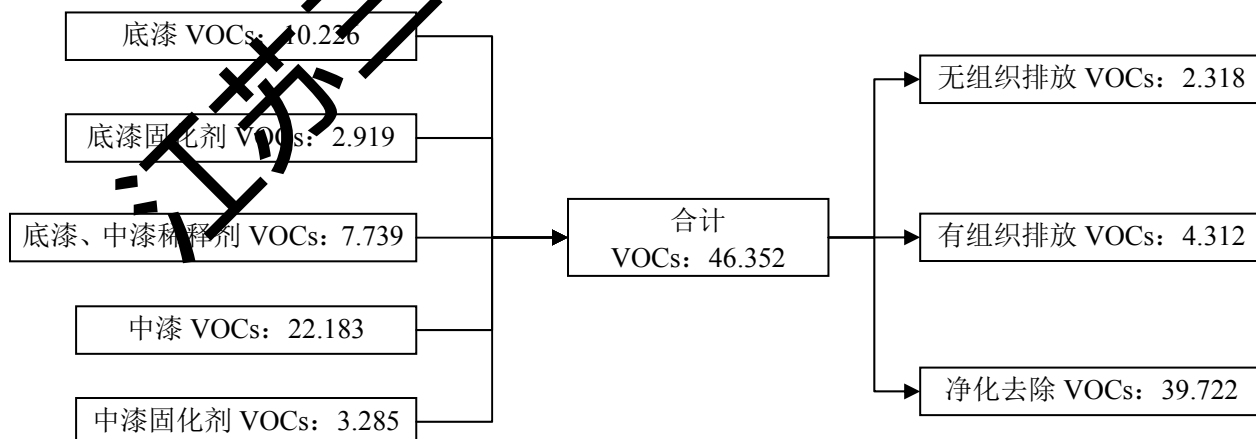 底漆 VOCs：10.226
底漆固化剂 VOCs：2.919
底漆、中漆稀释剂 VOCs：7.739
中漆 VOCs：22.183
中漆固化剂 VOCs：3.285
合计
VOCs：46.352
无组织排放 VOCs：2.318
有组织排放 VOCs：4.312
净化去除 VOCs：39.722
江苏